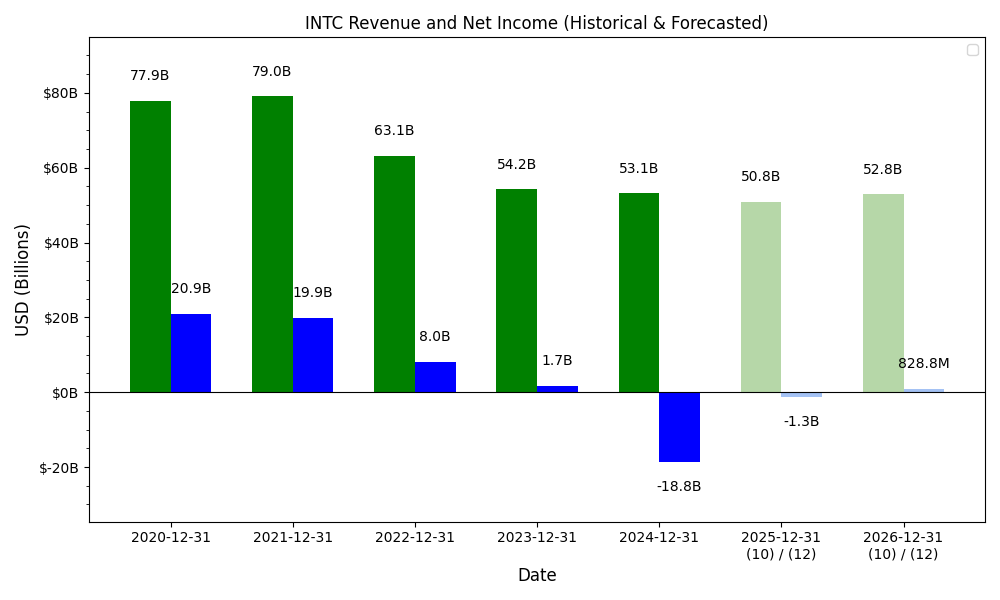 INTC Revenue and Net Income (Historical & Forecasted)
USD (Billions)
$80B
$60B
$40B
$20B
$0B
$-20B
77.9B
20.9B
79.0B
19.9B
63.1B
8.0B
54.2B
1.7B
53.1B
-18.8B
50.8B
-1.3B
52.8B
828.8M
2020-12-31
2021-12-31
2022-12-31
2023-12-31
2024-12-31
2025-12-31
(10) / (12)
2026-12-31
(10) / (12)
Date